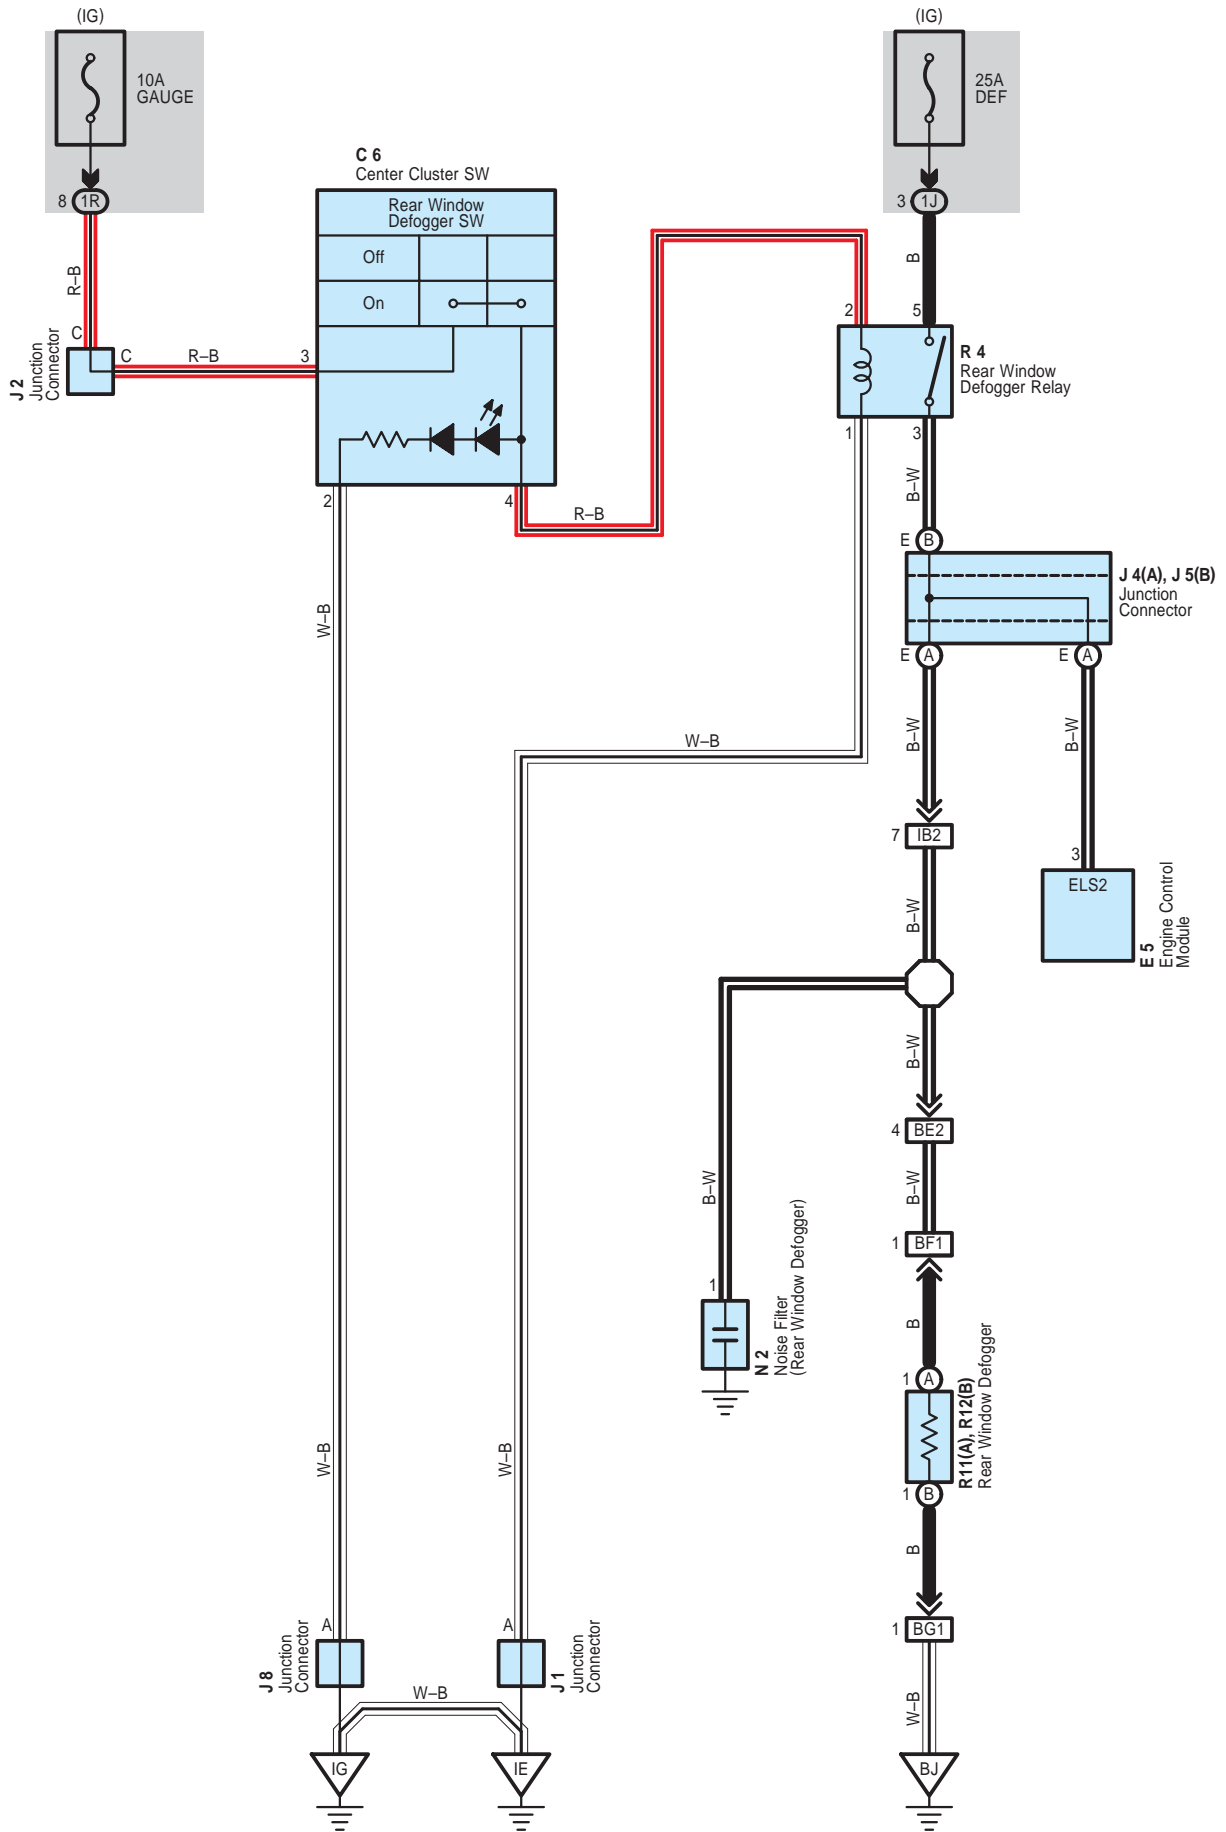 (IG)
(IG)
10A
GAUGE
25A
DEF
8
1R
3
1J
C 6
Center Cluster SW
Rear Window
Defogger SW
Off
On
R–B
C
J 2
Junction
Connector
C
R–B
3
2
4
R–B
B
2
5
R 4
Rear Window
Defogger Relay
1
3
B–W
E
B
J 4(A), J 5(B)
Junction
Connector
E
A
E
A
W–B
W–B
B–W
B–W
7
IB2
3
ELS2
E 5
Engine Control
Module
B–W
B–W
4
BE2
B–W
B–W
1
BF1
1
N 2
Noise Filter
(Rear Window Defogger)
B
1
A
R11(A), R12(B)
Rear Window Defogger
1
B
B
W–B
W–B
A
J 8
Junction
Connector
A
J 1
Junction
Connector
1
BG1
W–B
W–B
IG
IE
BJ